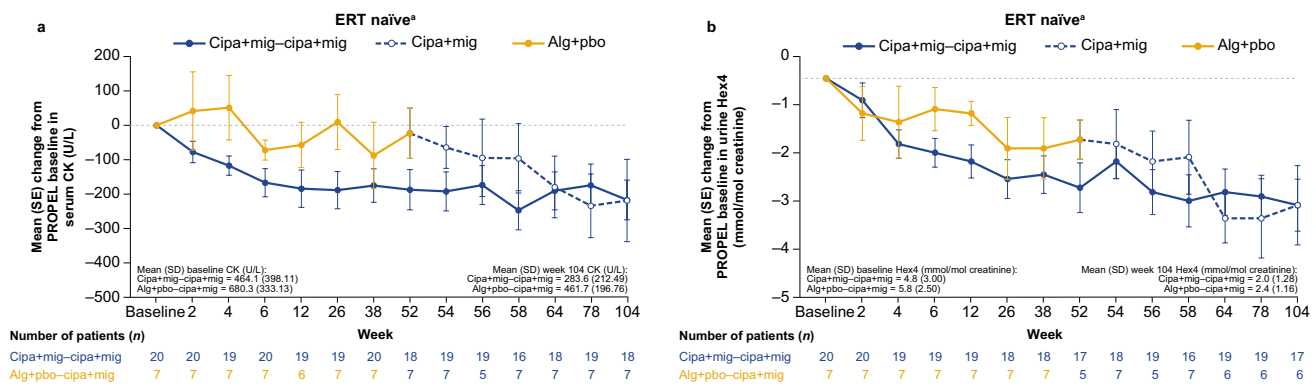 a
ERT naïveᵃ
Cipa+mig–cipa+mig Cipa+mig Alg+pbo
Mean (SE) change from
PROPEL baseline in
serum CK (U/L)
200
100
0
–100
–200
–300
–400
–500
Mean (SD) baseline CK (U/L):
Cipa+mig–cipa+mig = 464.1 (398.11)
Alg+pbo–cipa+mig = 680.3 (333.13)
Mean (SD) week 104 CK (U/L):
Cipa+mig–cipa+mig = 283.6 (212.49)
Alg+pbo–cipa+mig = 461.7 (196.76)
Baseline 2 4 6 12 26 38 52 54 56 58 64 78 104
Number of patients (n) Week
Cipa+mig–cipa+mig 20 20 19 20 19 19 20 18 19 19 16 18 19 18
Alg+pbo–cipa+mig 7 7 7 7 6 7 7 7 7 5 7 7 7 7
b
ERT naïveᵃ
Cipa+mig–cipa+mig Cipa+mig Alg+pbo
Mean (SE) change from
PROPEL baseline in urine Hex4
(mmol/mol creatinine)
0
–1
–2
–3
–4
–5
Mean (SD) baseline Hex4 (mmol/mol creatinine):
Cipa+mig–cipa+mig = 4.8 (3.00)
Alg+pbo–cipa+mig = 5.8 (2.50)
Mean (SD) week 104 Hex4 (mmol/mol creatinine):
Cipa+mig–cipa+mig = 2.0 (1.28)
Alg+pbo–cipa+mig = 2.4 (1.16)
Baseline 2 4 6 12 26 38 52 54 56 58 64 78 104
Number of patients (n) Week
Cipa+mig–cipa+mig 20 20 19 19 19 18 18 17 18 19 16 19 19 17
Alg+pbo–cipa+mig 7 7 7 7 7 7 7 5 7 5 7 6 6 6